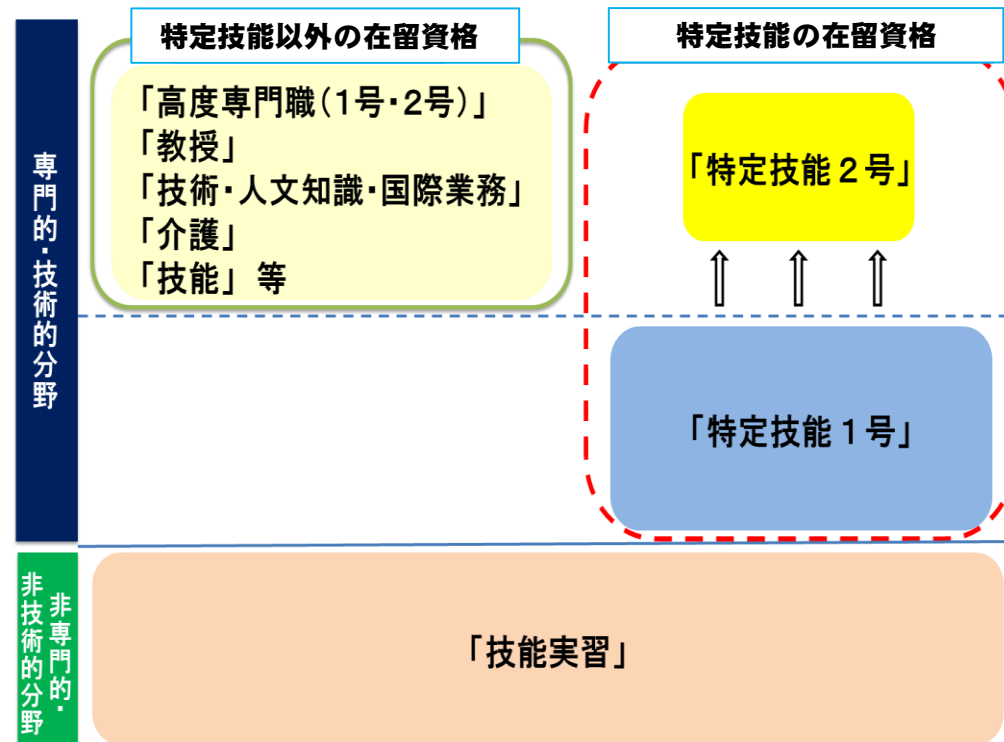 特定技能以外の在留資格
特定技能の在留資格
専門的・技術的分野
「高度専門職(1号・2号)」
「教授」
「技術・人文知識・国際業務」
「介護」
「技能」 等
「特定技能２号」
「特定技能１号」
非専門的・
非技術的分野
「技能実習」